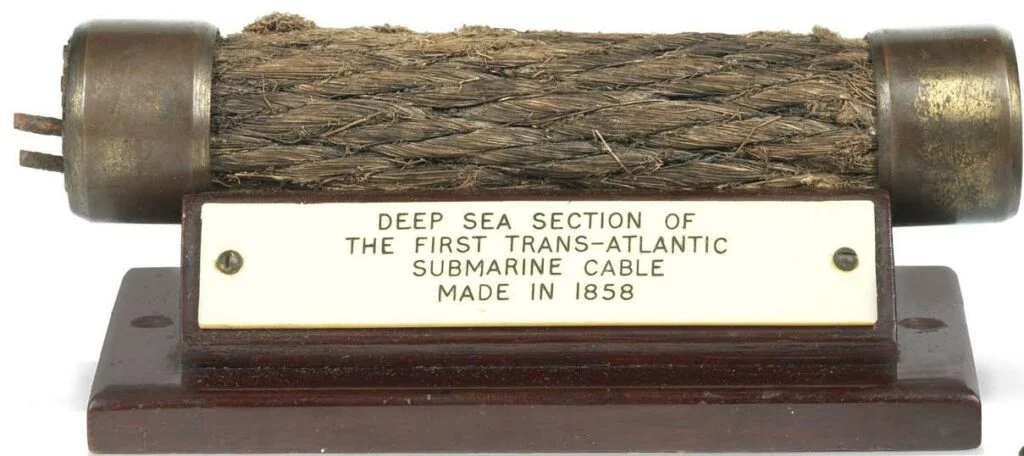 DEEP SEA SECTION OF
THE FIRST TRANS-ATLANTIC
SUBMARINE CABLE
MADE IN 1858